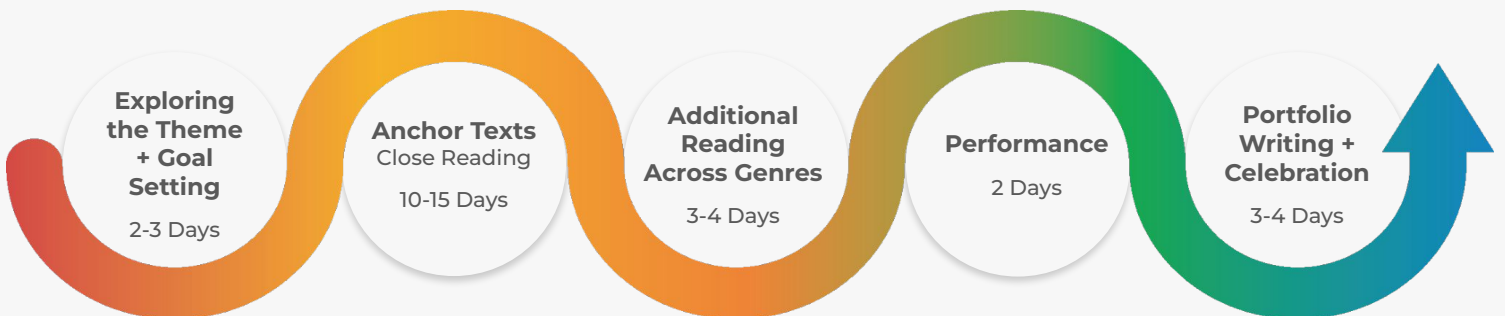 Exploring
the Theme
+ Goal
Setting
2-3 Days
Anchor Texts
Close Reading
10-15 Days
Additional
Reading
Across Genres
3-4 Days
Performance
2 Days
Portfolio
Writing +
Celebration
3-4 Days